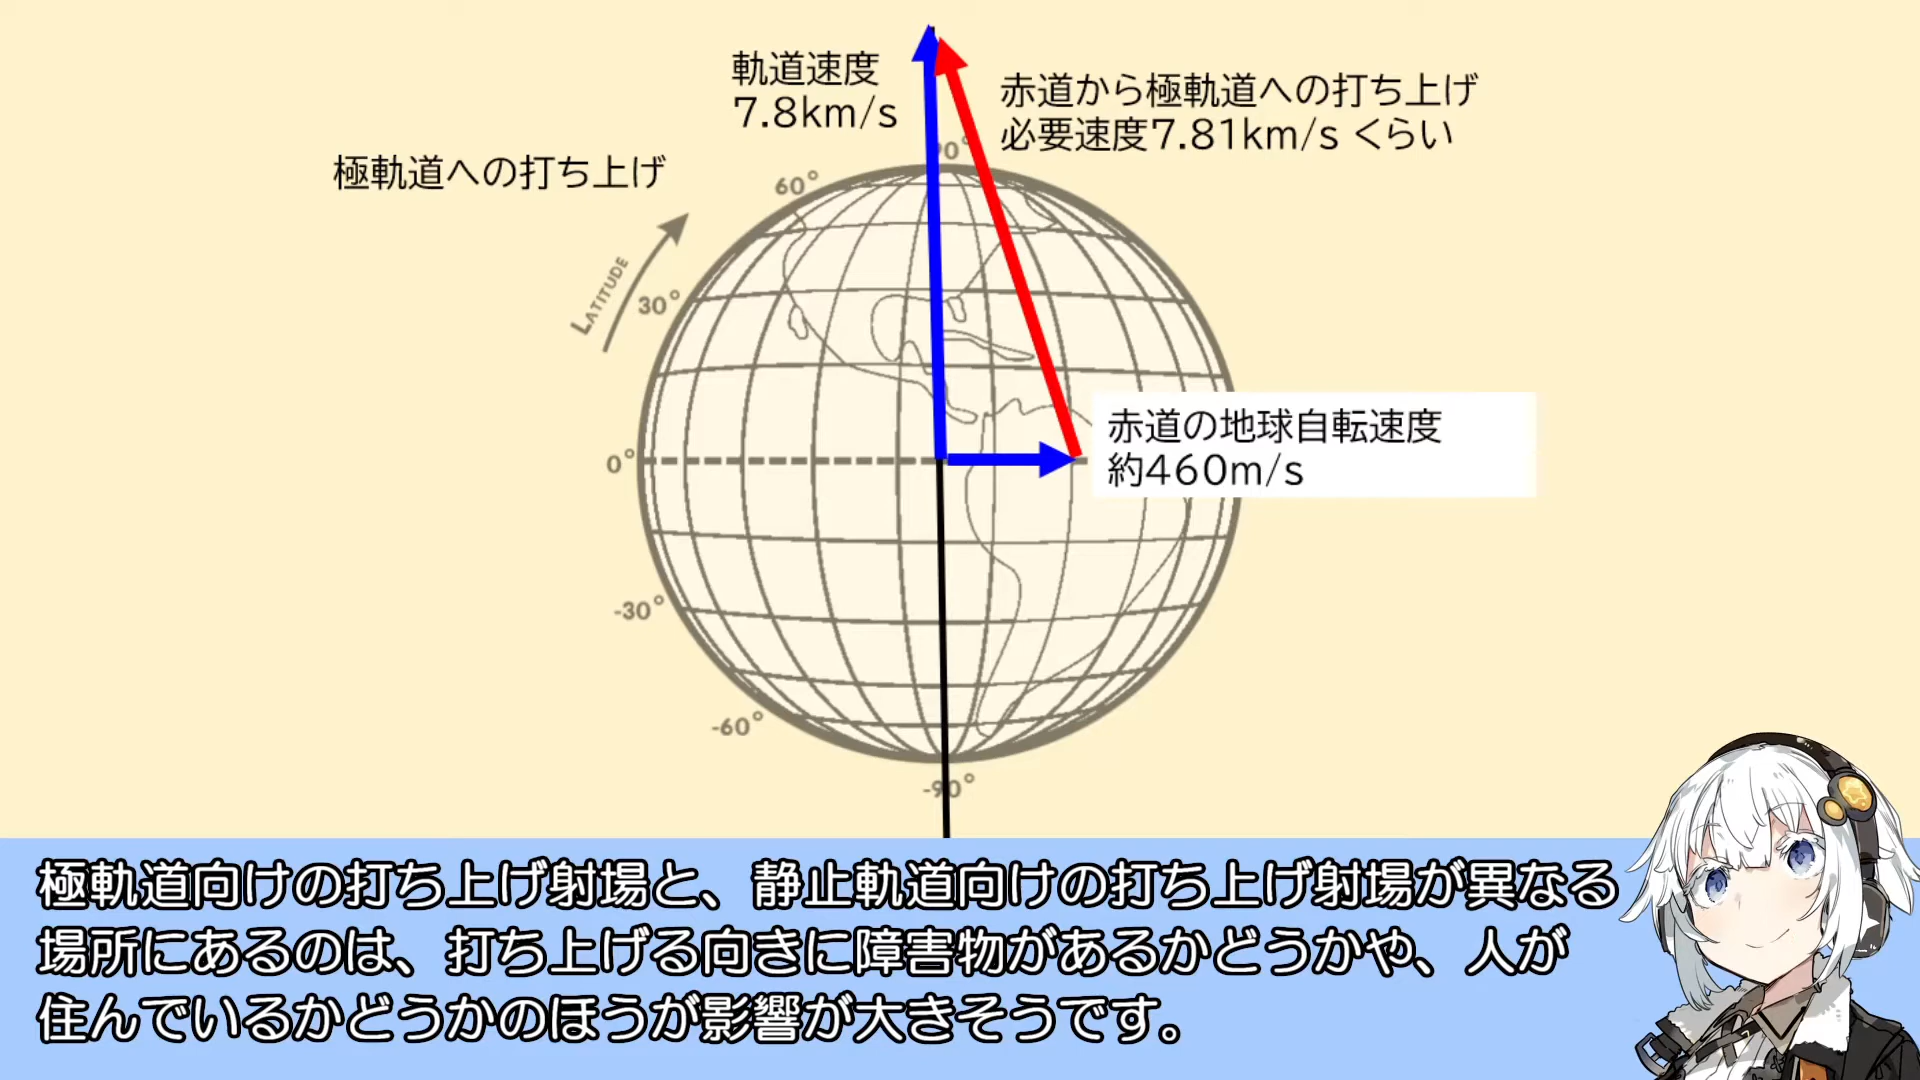 軌道速度
7.8km/s
赤道から極軌道への打ち上げ
必要速度7.81km/s くらい
極軌道への打ち上げ
90°
60°
LATITUDE
30°
0°
赤道の地球自転速度
約460m/s
-30°
-60°
-90°
極軌道向けの打ち上げ射場と、静止軌道向けの打ち上げ射場が異なる
場所にあるのは、打ち上げる向きに障害物があるかどうかや、人が
住んでいるかどうかのほうが影響が大きそうです。